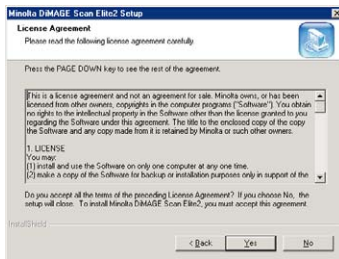 Minolta DiMAGE Scan Elite2 Setup
License Agreement
Please read the following license agreement carefully.
Press the PAGE DOWN key to see the rest of the agreement.
This is a license agreement and not an agreement for sale. Minolta owns, or has been
licensed from other owners, copyrights in the computer programs ("Software"). You obtain
no rights to the intellectual property in the Software other than the license granted to you
regarding the Software under this agreement. The title to the enclosed copy of the copy
the Software and any copy made from it is retained by Minolta or such other owners.
1. LICENSE
You may:
(1) install and use the Software on only one computer at any one time.
(2) make a copy of the Software for backup or installation purposes only in support of the
Do you accept all the terms of the preceding License Agreement? If you choose No, the
setup will close. To install Minolta DiMAGE Scan Elite2, you must accept this agreement.
InstallShield
< Back
Yes
No